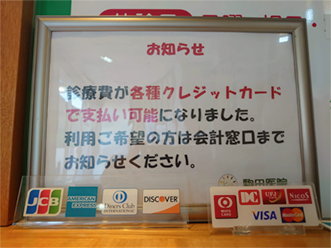 お知らせ
診療費が各種クレジットカード
で支払い可能になりました。
利用ご希望の方は会計窓口まで
お知らせください。
JCB
AMERICAN
EXPRESS
Diners Club
INTERNATIONAL
DISCOVER
DC
UFJ
NICOS
VISA
MasterCard